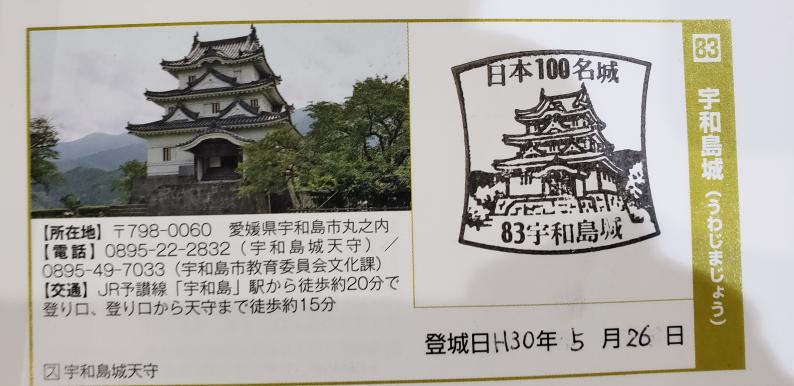 【所在地】〒798-0060 愛媛県宇和島市丸之内
【電話】0895-22-2832(宇和島城天守)/
0895-49-7033(宇和島市教育委員会文化課)
【交通】JR予讃線「宇和島」駅から徒歩約20分で
登り口、登り口から天守まで徒歩約15分
ス 宇和島城天守
日本100名城
83宇和島城
登城日H30年 5 月 26 日
83 宇和島城(うわじまじょう)